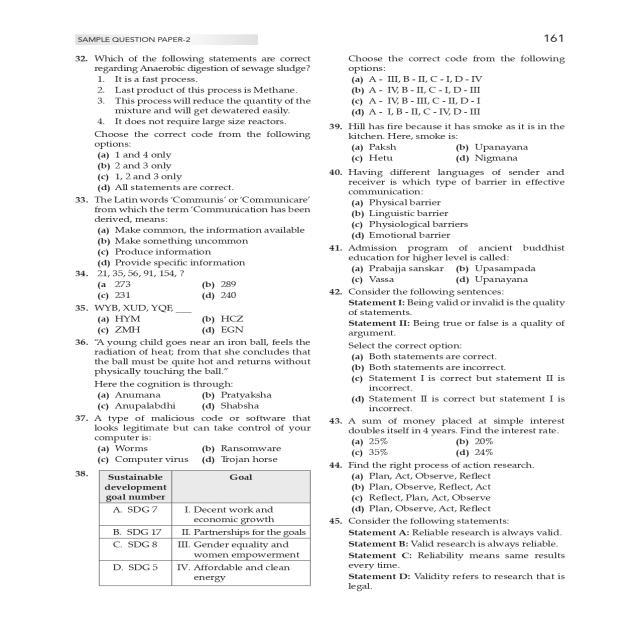 SAMPLE QUESTION PAPER-2
161
32. Which of the following statements are correct
regarding Anaerobic digestion of sewage sludge?
1. It is a fast process.
2. Last product of this process is Methane.
3. This process will reduce the quantity of the
mixture and will get dewatered easily.
4. It does not require large size reactors.
Choose the correct code from the following
options:
(a) 1 and 4 only
(b) 2 and 3 only
(c) 1, 2 and 3 only
(d) All statements are correct.
33. The Latin words 'Communis' or 'Communicare'
from which the term 'Communication has been
derived, means:
(a) Make common, the information available
(b) Make something uncommon
(c) Produce information
(d) Provide specific information
34. 21, 35, 56, 91, 154, ?
(a 273 (b) 289
(c) 231 (d) 240
35. WYB, XUD, YQE ___
(a) HYM (b) HCZ
(c) ZMH (d) EGN
36. "A young child goes near an iron ball, feels the
radiation of heat; from that she concludes that
the ball must be quite hot and returns without
physically touching the ball."
Here the cognition is through:
(a) Anumana (b) Pratyaksha
(c) Anupalabdhi (d) Shabsha
37. A type of malicious code or software that
looks legitimate but can take control of your
computer is:
(a) Worms (b) Ransomware
(c) Computer virus (d) Trojan horse
38. Sustainable Goal
development
goal number
A. SDG 7 I. Decent work and
economic growth
B. SDG 17 II. Partnerships for the goals
C. SDG 8 III. Gender equality and
women empowerment
D. SDG 5 IV. Affordable and clean
energy
Choose the correct code from the following
options:
(a) A - III, B - II, C - I, D - IV
(b) A - IV, B - II, C - I, D - III
(c) A - IV, B - III, C - II, D - I
(d) A - I, B - II, C - IV, D - III
39. Hill has fire because it has smoke as it is in the
kitchen. Here, smoke is:
(a) Paksh (b) Upanayana
(c) Hetu (d) Nigmana
40. Having different languages of sender and
receiver is which type of barrier in effective
communication:
(a) Physical barrier
(b) Linguistic barrier
(c) Physiological barriers
(d) Emotional barrier
41. Admission program of ancient buddhist
education for higher level is called:
(a) Prabajja sanskar (b) Upasampada
(c) Vassa (d) Upanayana
42. Consider the following sentences:
Statement I: Being valid or invalid is the quality
of statements.
Statement II: Being true or false is a quality of
argument.
Select the correct option:
(a) Both statements are correct.
(b) Both statements are incorrect.
(c) Statement I is correct but statement II is
incorrect.
(d) Statement II is correct but statement I is
incorrect.
43. A sum of money placed at simple interest
doubles itself in 4 years. Find the interest rate.
(a) 25% (b) 20%
(c) 35% (d) 24%
44. Find the right process of action research.
(a) Plan, Act, Observe, Reflect
(b) Plan, Observe, Reflect, Act
(c) Reflect, Plan, Act, Observe
(d) Plan, Observe, Act, Reflect
45. Consider the following statements:
Statement A: Reliable research is always valid.
Statement B: Valid research is always reliable.
Statement C: Reliability means same results
every time.
Statement D: Validity refers to research that is
legal.